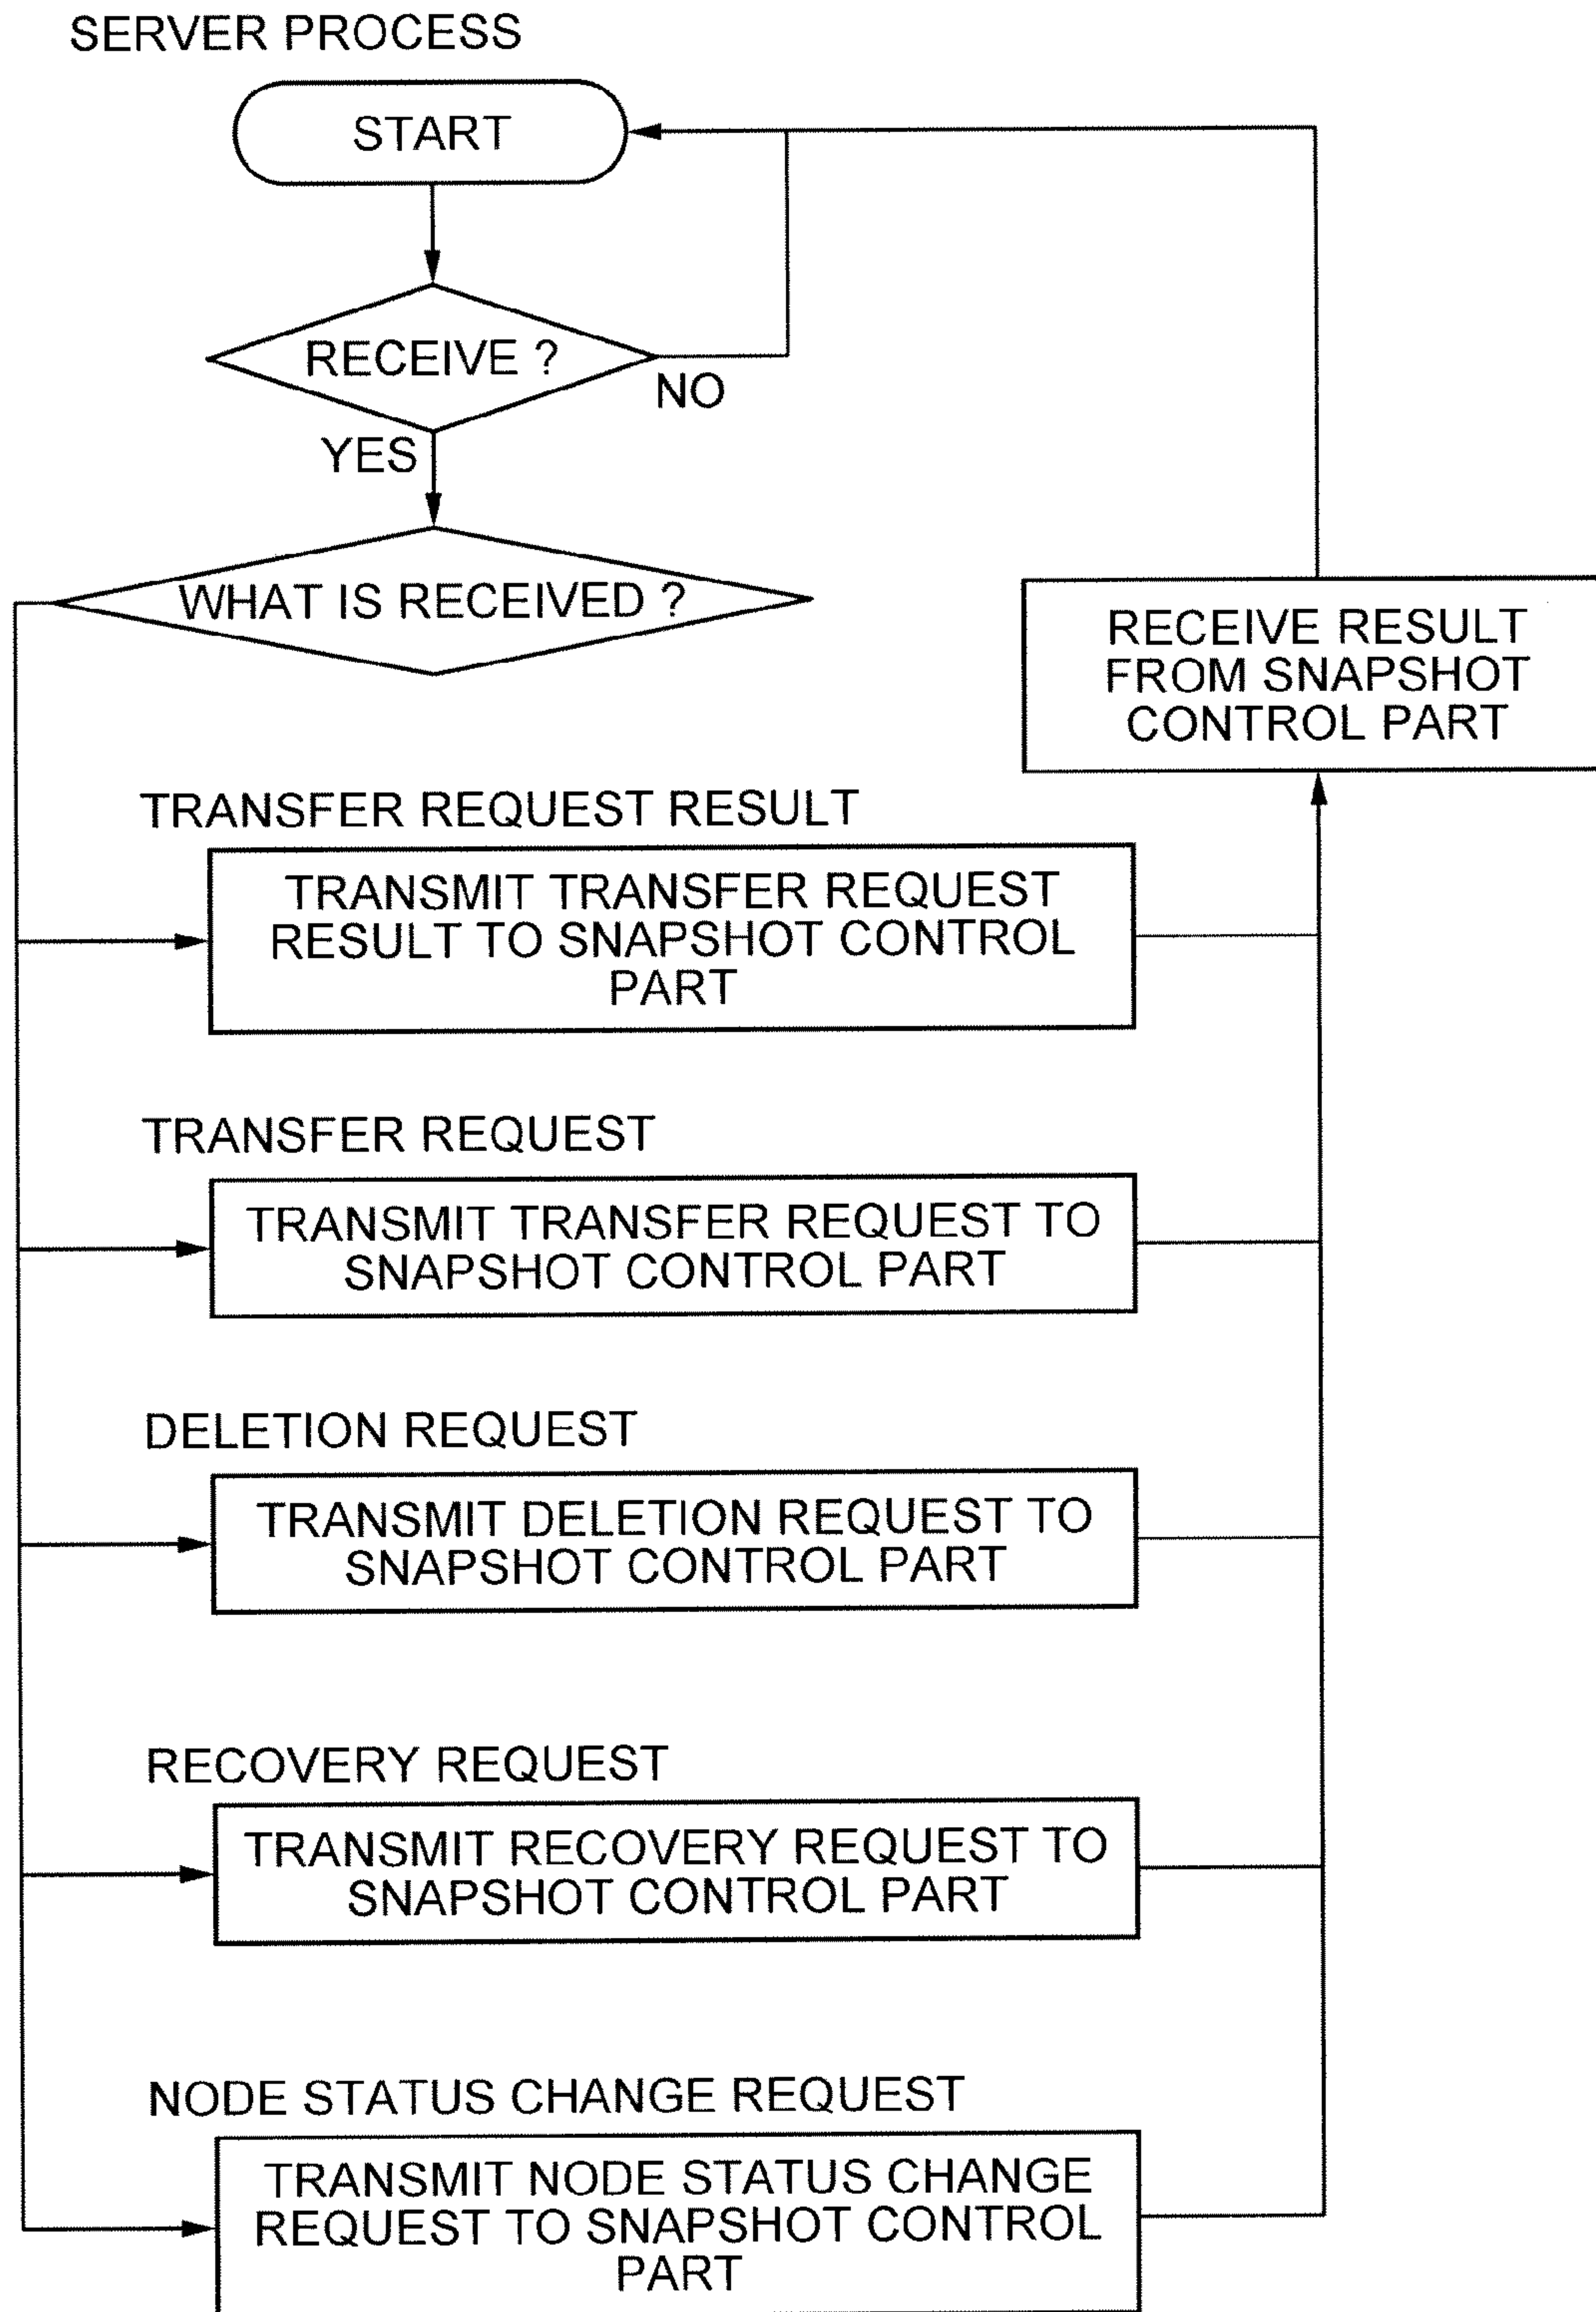 SERVER PROCESS
START
RECEIVE ?
NO
YES
WHAT IS RECEIVED ?
RECEIVE RESULT
FROM SNAPSHOT
CONTROL PART
TRANSFER REQUEST RESULT
TRANSMIT TRANSFER REQUEST
RESULT TO SNAPSHOT CONTROL
PART
TRANSFER REQUEST
TRANSMIT TRANSFER REQUEST TO
SNAPSHOT CONTROL PART
DELETION REQUEST
TRANSMIT DELETION REQUEST TO
SNAPSHOT CONTROL PART
RECOVERY REQUEST
TRANSMIT RECOVERY REQUEST TO
SNAPSHOT CONTROL PART
NODE STATUS CHANGE REQUEST
TRANSMIT NODE STATUS CHANGE
REQUEST TO SNAPSHOT CONTROL
PART